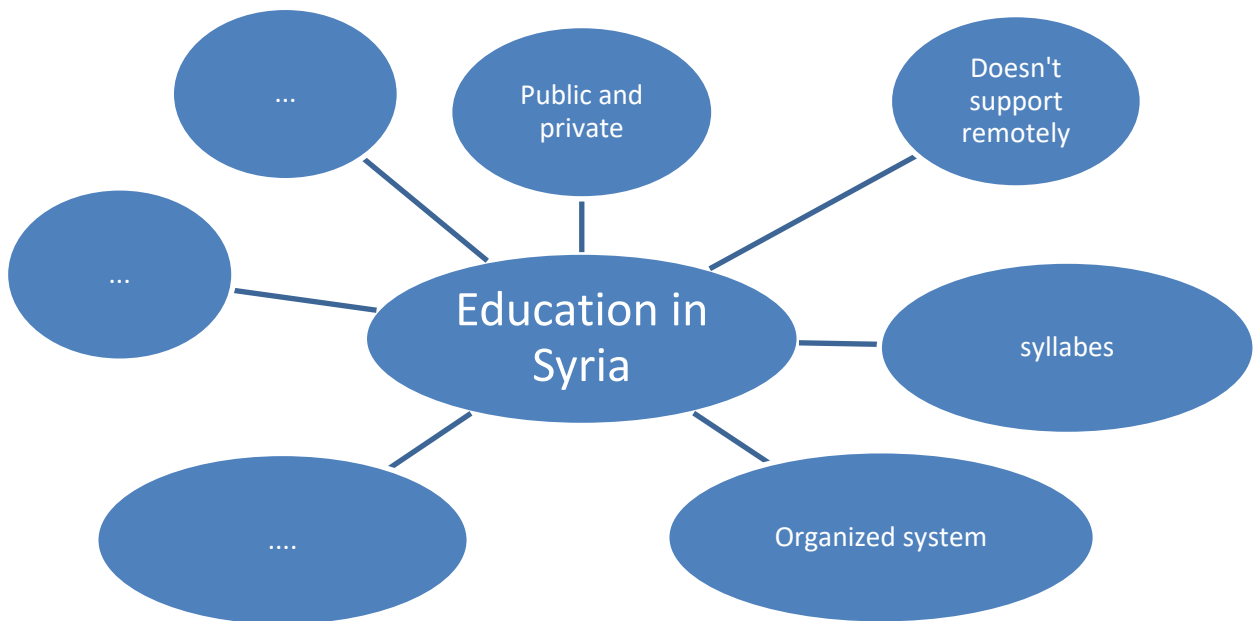 ...
Public and
private
Doesn't
support
remotely
...
Education in
Syria
syllabes
....
Organized system